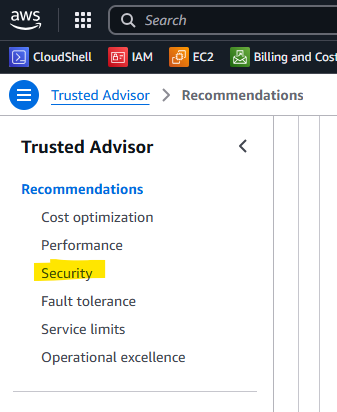 aws Search
CloudShell IAM EC2 Billing and Cost
Trusted Advisor > Recommendations
Trusted Advisor
Recommendations
Cost optimization
Performance
Security
Fault tolerance
Service limits
Operational excellence